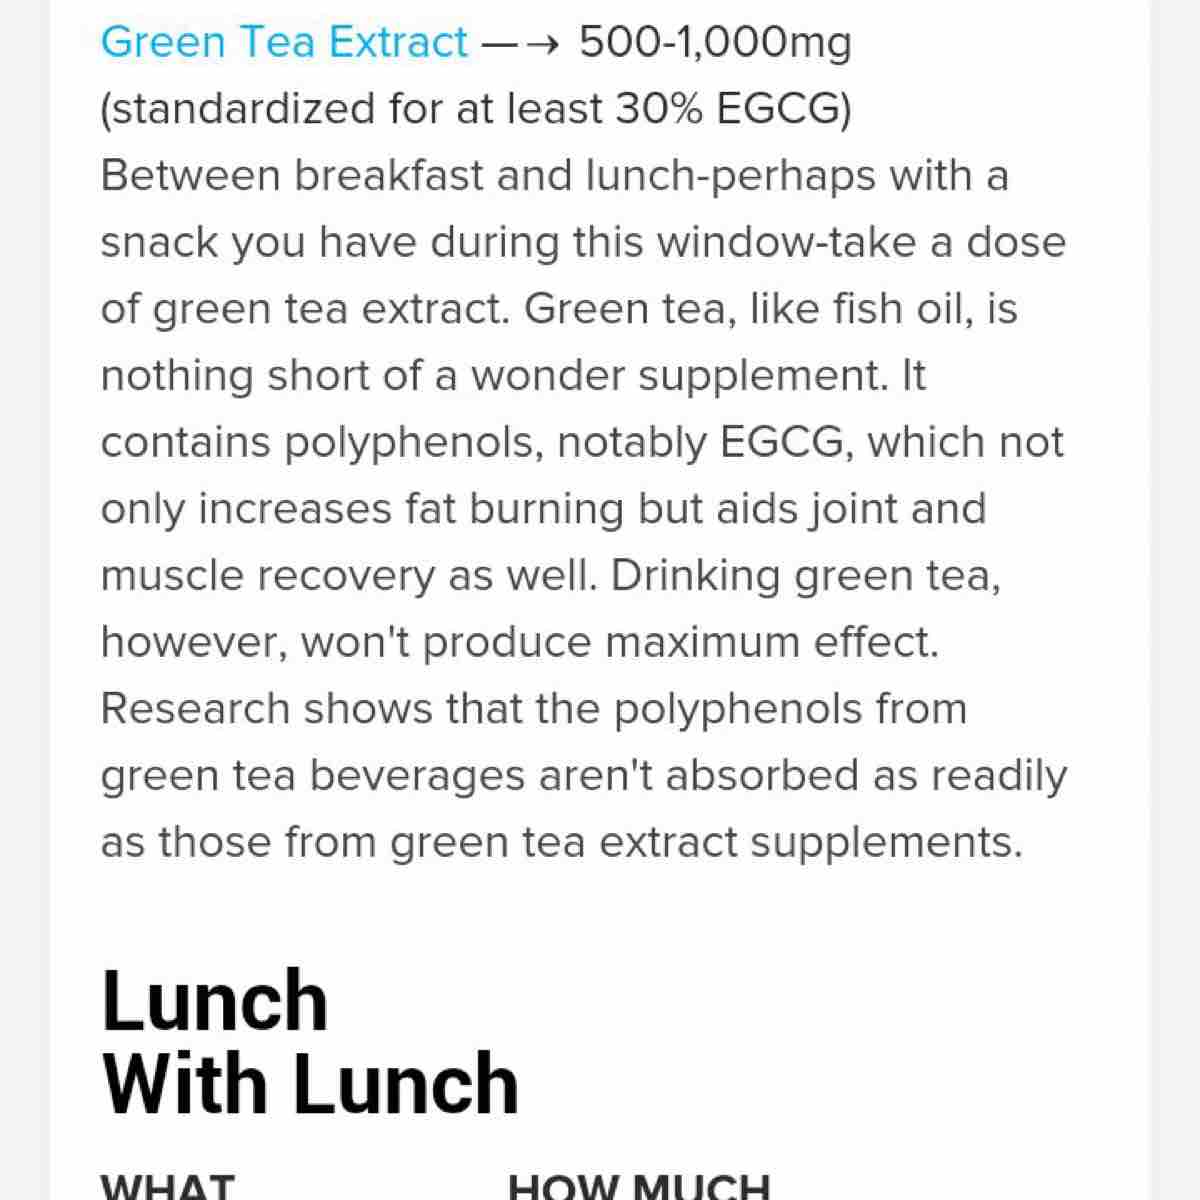 Green Tea Extract —→ 500-1,000mg
(standardized for at least 30% EGCG)
Between breakfast and lunch-perhaps with a
snack you have during this window-take a dose
of green tea extract. Green tea, like fish oil, is
nothing short of a wonder supplement. It
contains polyphenols, notably EGCG, which not
only increases fat burning but aids joint and
muscle recovery as well. Drinking green tea,
however, won't produce maximum effect.
Research shows that the polyphenols from
green tea beverages aren't absorbed as readily
as those from green tea extract supplements.
Lunch
With Lunch
WHAT HOW MUCH